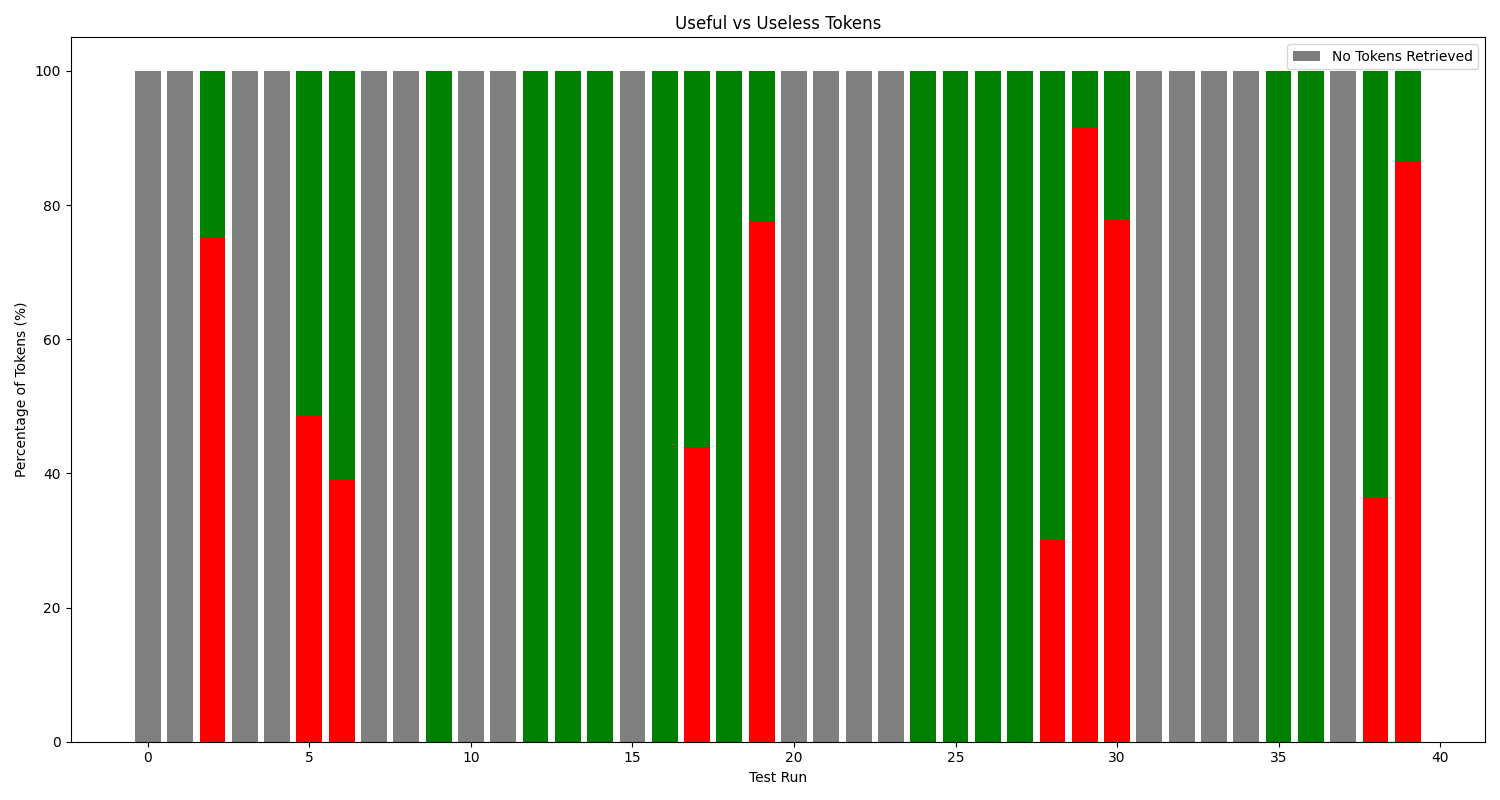 Useful vs Useless Tokens
No Tokens Retrieved
Percentage of Tokens (%)
100
80
60
40
20
0
0 5 10 15 20 25 30 35 40
Test Run